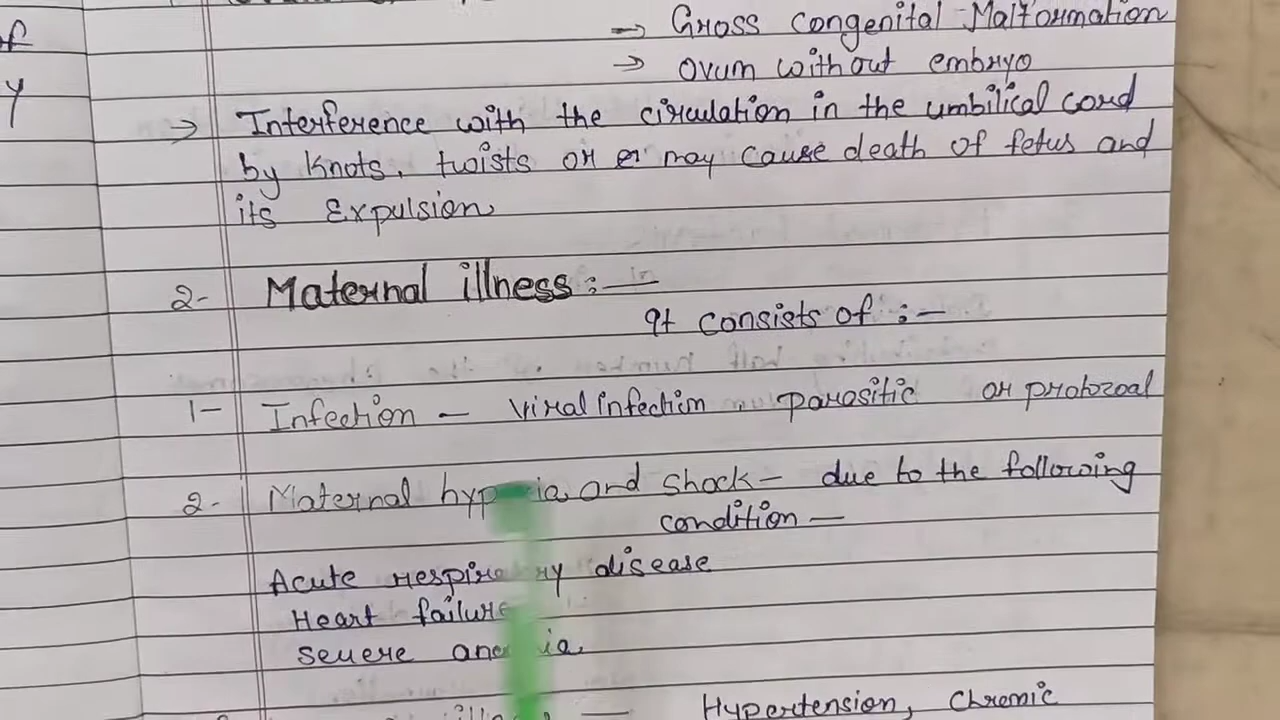 → Gross Congenital Malformation
→ Ovum without embryo
→ Interference with the circulation in the umbilical cord
by Knots, twists or er may cause death of fetus and
its Expulsion.
2- Maternal illness :-
It consists of :-
1- Infection - Viral infection, parasitic or protozoal
2- Maternal and Shock - due to the following
condition -
Acute disease
Heart failure
Severe
Hypertension, Chronic